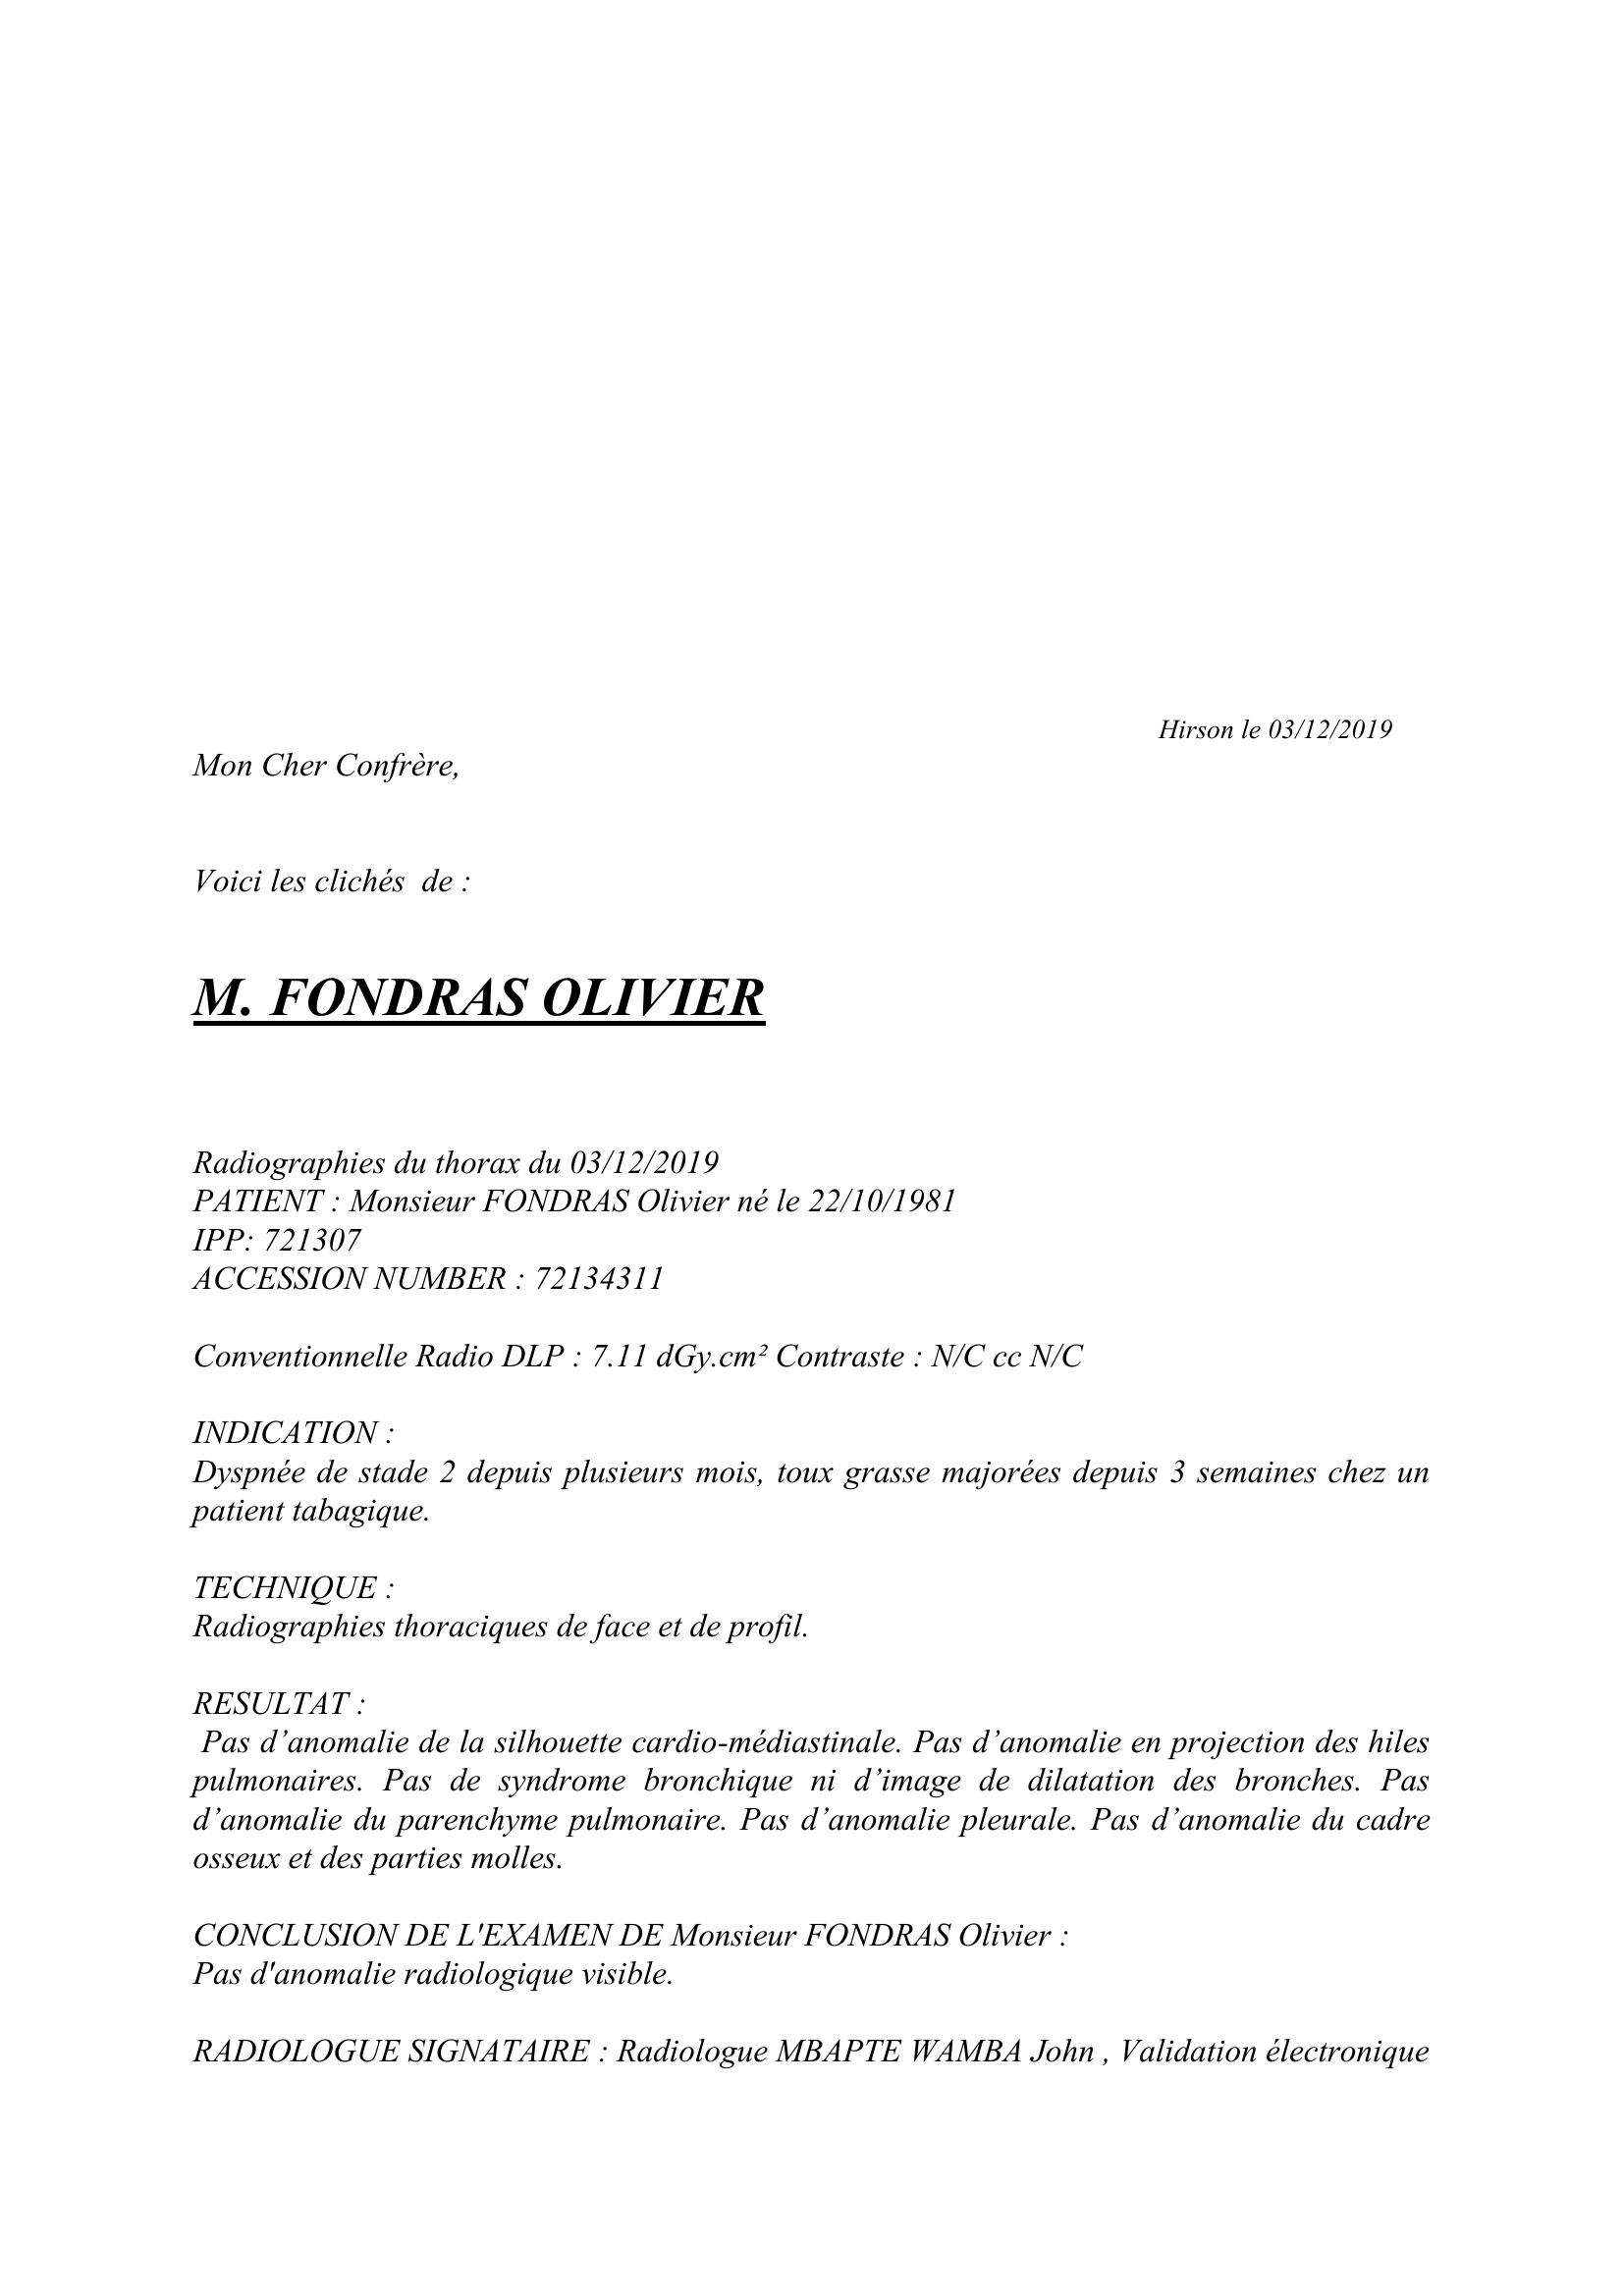 Hirson le 03/12/2019
Mon Cher Confrère,
Voici les clichés  de :
M. FONDRAS OLIVIER
Radiographies du thorax du 03/12/2019
PATIENT : Monsieur FONDRAS Olivier né le 22/10/1981
IPP: 721307
ACCESSION NUMBER : 72134311
Conventionnelle Radio DLP : 7.11 dGy.cm² Contraste : N/C cc N/C
INDICATION :
Dyspnée de stade 2 depuis plusieurs mois, toux grasse majorées depuis 3 semaines chez un
patient tabagique.
TECHNIQUE :
Radiographies thoraciques de face et de profil.
RESULTAT :
Pas d’anomalie de la silhouette cardio-médiastinale. Pas d’anomalie en projection des hiles
pulmonaires. Pas de syndrome bronchique ni d’image de dilatation des bronches. Pas
d’anomalie du parenchyme pulmonaire. Pas d’anomalie pleurale. Pas d’anomalie du cadre
osseux et des parties molles.
CONCLUSION DE L'EXAMEN DE Monsieur FONDRAS Olivier :
Pas d'anomalie radiologique visible.
RADIOLOGUE SIGNATAIRE : Radiologue MBAPTE WAMBA John , Validation électronique